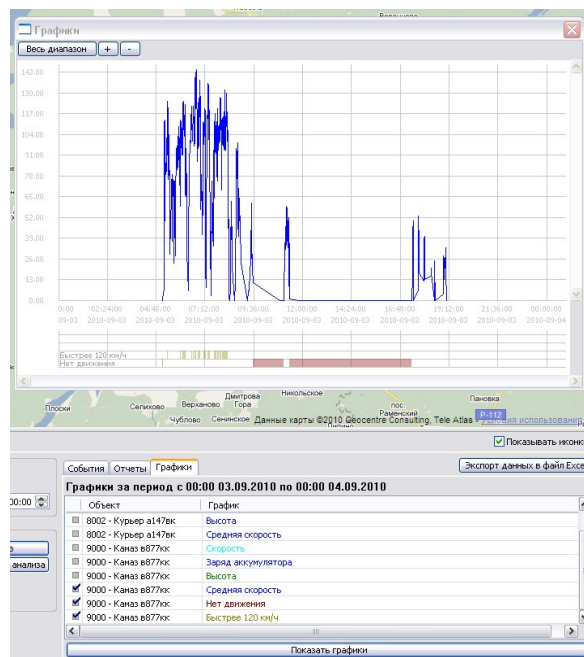 Графики
Весь диапазон + -
143.00
130.00
117.00
104.00
91.00
78.00
65.00
52.00
39.00
26.00
13.00
0.00
0:00 02:24:00 04:48:00 07:12:00 09:36:00 12:00:00 14:24:00 16:48:00 19:12:00 21:36:00 00:00:00
09-03 2010-09-03 2010-09-03 2010-09-03 2010-09-03 2010-09-03 2010-09-03 2010-09-03 2010-09-03 2010-09-03 2010-09-04
Быстрее 120 км/ч
Нет движения
Плоски Селихово Верханово Дмитрова Гора Никольское пос. Раменский Пановка
Чублово Сенинское Данные карты ©2010 Geocentre Consulting, Tele Atlas - Условия использования
Р-112
Показывать иконк
События Отчеты Графики Экспорт данных в файл Exce
Графики за период с 00:00 03.09.2010 по 00:00 04.09.2010
00:00
анализа
Объект График
8002 - Курьер а147вк Высота
8002 - Курьер а147вк Средняя скорость
9000 - Камаз в877кк Скорость
9000 - Камаз в877кк Заряд аккумулятора
9000 - Камаз в877кк Высота
9000 - Камаз в877кк Средняя скорость
9000 - Камаз в877кк Нет движения
9000 - Камаз в877кк Быстрее 120 км/ч
Показать графики